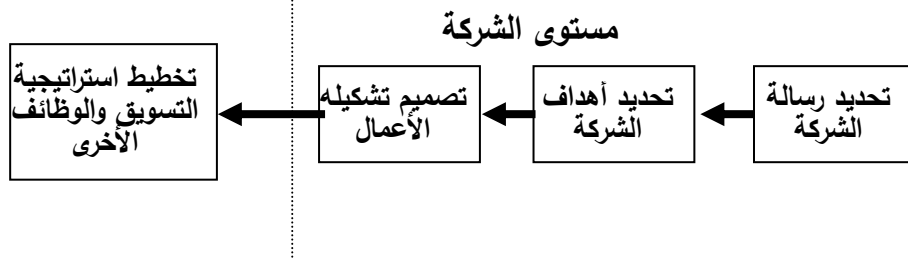 مستوى الشركة
تحديد رسالة
الشركة
تحديد أهداف
الشركة
تصميم تشكيله
الأعمال
تخطيط استراتيجية
التسويق والوظائف
الأخرى